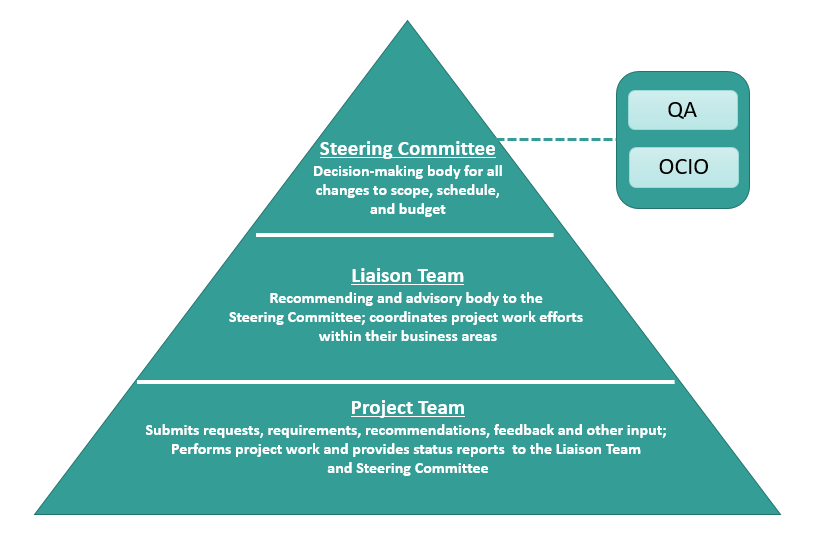 QA
OCIO
Steering Committee
Decision-making body for all
changes to scope, schedule,
and budget
Liaison Team
Recommending and advisory body to the
Steering Committee; coordinates project work efforts
within their business areas
Project Team
Submits requests, requirements, recommendations, feedback and other input;
Performs project work and provides status reports  to the Liaison Team
and Steering Committee